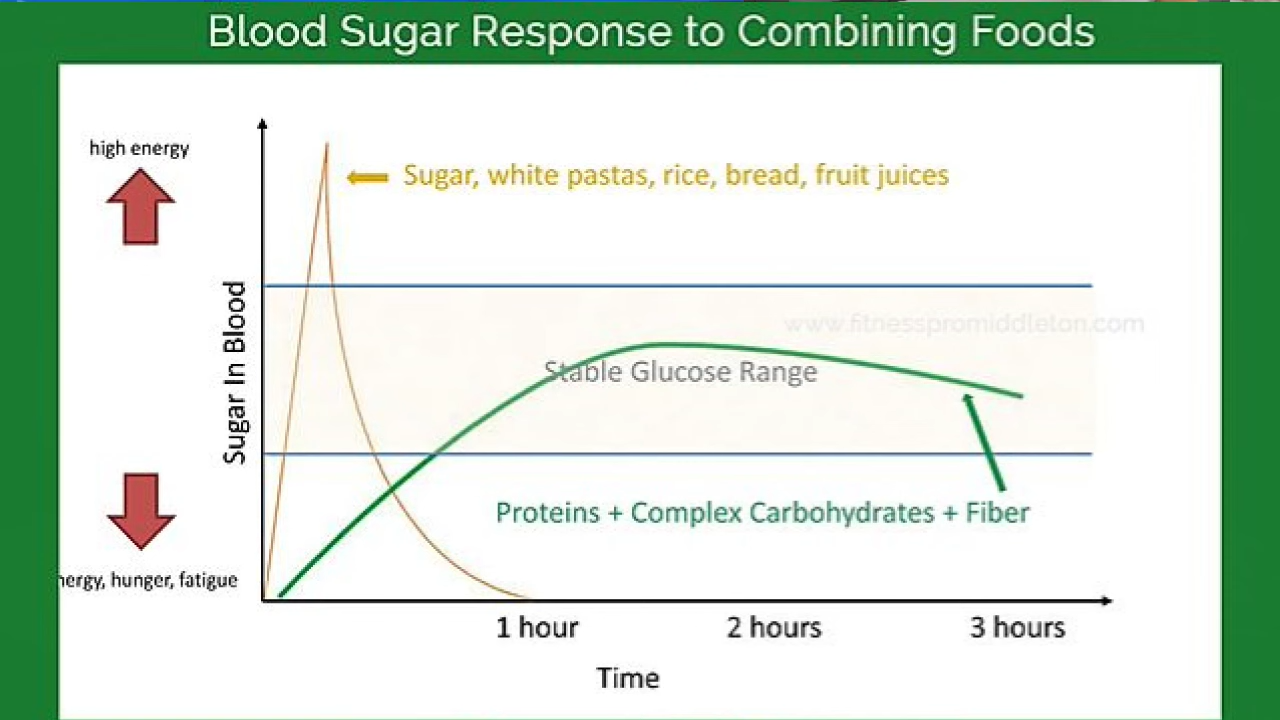 Blood Sugar Response to Combining Foods
high energy
Sugar, white pastas, rice, bread, fruit juices
Sugar In Blood
www.fitnesspromiddleton.com
Stable Glucose Range
Proteins + Complex Carbohydrates + Fiber
hunger, fatigue
1 hour 2 hours 3 hours
Time